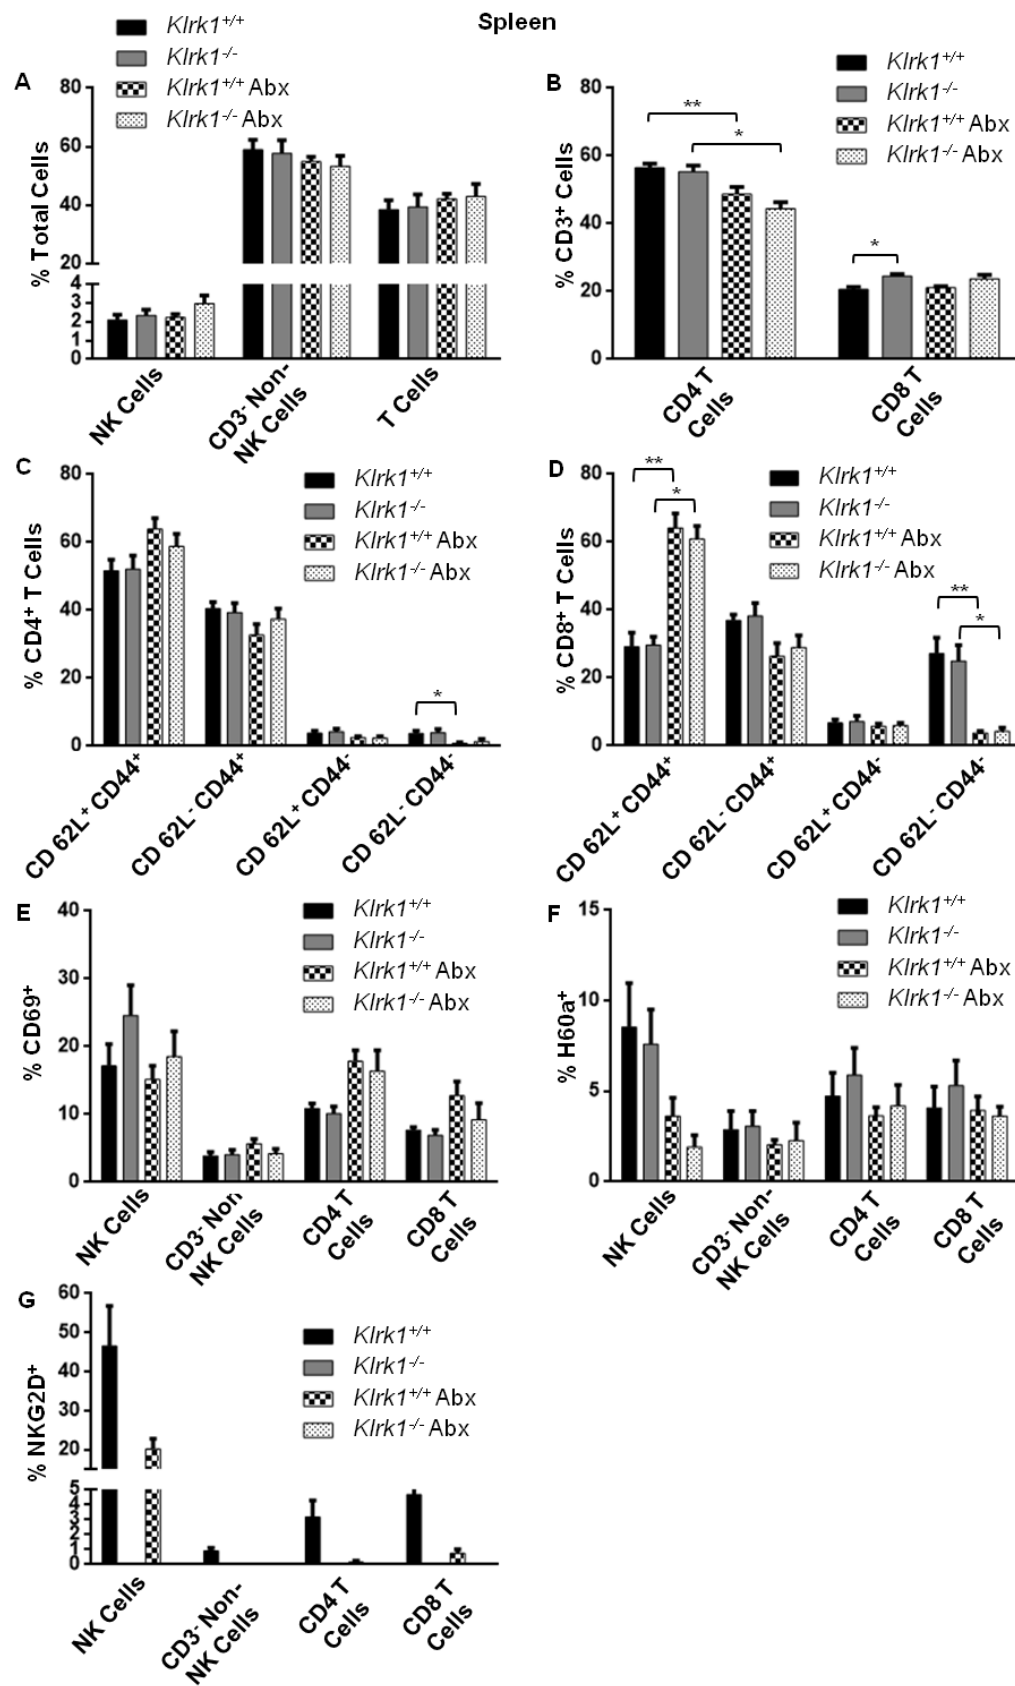 Spleen
A
Klrk1+/+
Klrk1-/-
Klrk1+/+ Abx
Klrk1-/- Abx
% Total Cells
80
60
40
20
4
3
2
1
0
NK Cells
CD3- Non-
NK Cells
T Cells
B
Klrk1+/+
Klrk1-/-
Klrk1+/+ Abx
Klrk1-/- Abx
% CD3+ Cells
80
60
40
20
0
**
*
*
CD4 T
Cells
CD8 T
Cells
C
Klrk1+/+
Klrk1-/-
Klrk1+/+ Abx
Klrk1-/- Abx
% CD4+ T Cells
80
60
40
20
0
*
CD 62L+ CD44+
CD 62L- CD44+
CD 62L+ CD44-
CD 62L- CD44-
D
Klrk1+/+
Klrk1-/-
Klrk1+/+ Abx
Klrk1-/- Abx
% CD8+ T Cells
80
60
40
20
0
**
*
**
*
CD 62L+ CD44+
CD 62L- CD44+
CD 62L+ CD44-
CD 62L- CD44-
E
Klrk1+/+
Klrk1-/-
Klrk1+/+ Abx
Klrk1-/- Abx
% CD69+
40
30
20
10
0
NK Cells
CD3- Non-
NK Cells
CD4 T
Cells
CD8 T
Cells
F
Klrk1+/+
Klrk1-/-
Klrk1+/+ Abx
Klrk1-/- Abx
% H60a+
15
10
5
0
NK Cells
CD3- Non-
NK Cells
CD4 T
Cells
CD8 T
Cells
G
Klrk1+/+
Klrk1-/-
Klrk1+/+ Abx
Klrk1-/- Abx
% NKG2D+
60
50
40
30
20
5
4
3
2
1
0
NK Cells
CD3- Non-
NK Cells
CD4 T
Cells
CD8 T
Cells